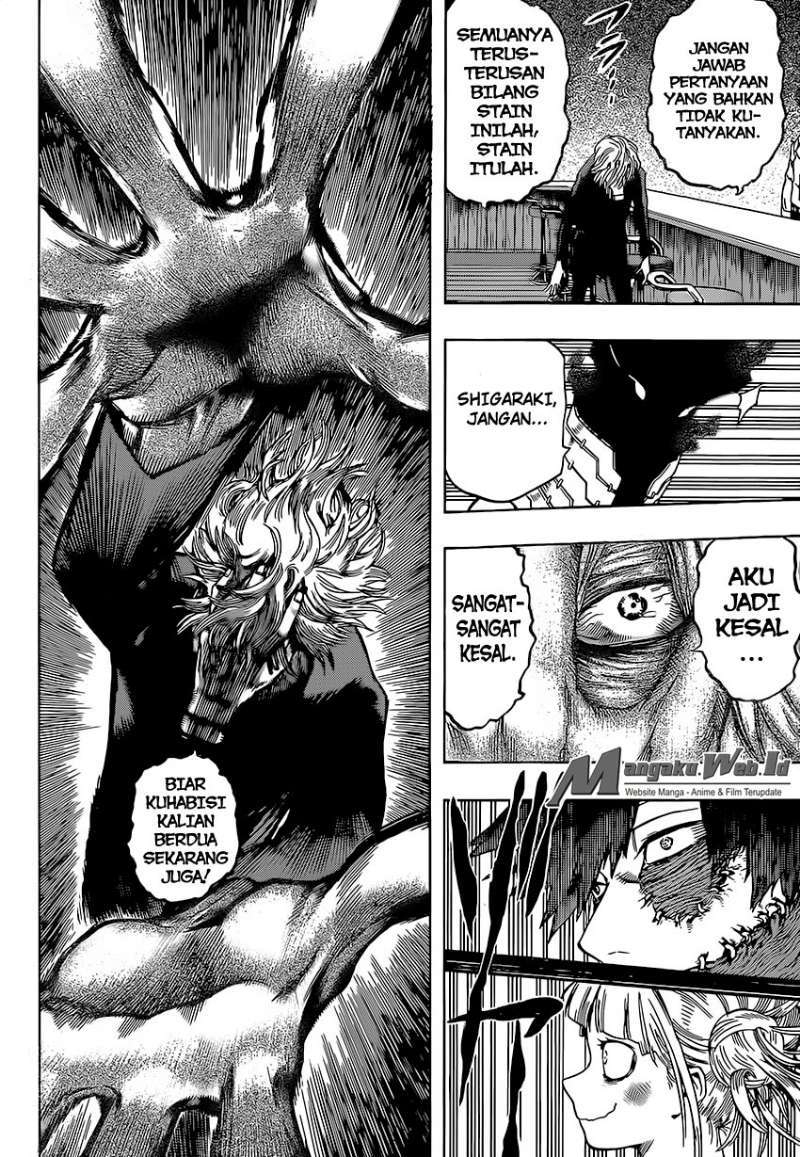 JANGAN
JAWAB
PERTANYAAN
YANG BAHKAN
TIDAK KU-
TANYAKAN.
SEMUANYA
TERUS-
TERUSAN
BILANG
STAIN
INILAH,
STAIN
ITULAH.
SHIGARAKI,
JANGAN...
AKU
JADI
KESAL
...
SANGAT-
SANGAT
KESAL.
Mangaku.Web.Id
Website Manga - Anime & Film Terupdate
BIAR
KUHABISI
KALIAN
BERDUA
SEKARANG
JUGA!